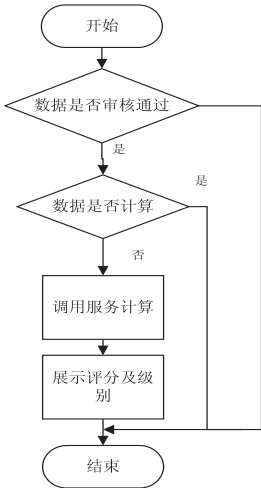 开始
数据是否审核通过
是
是
数据是否计算
否
调用服务计算
展示评分及级
别
结束